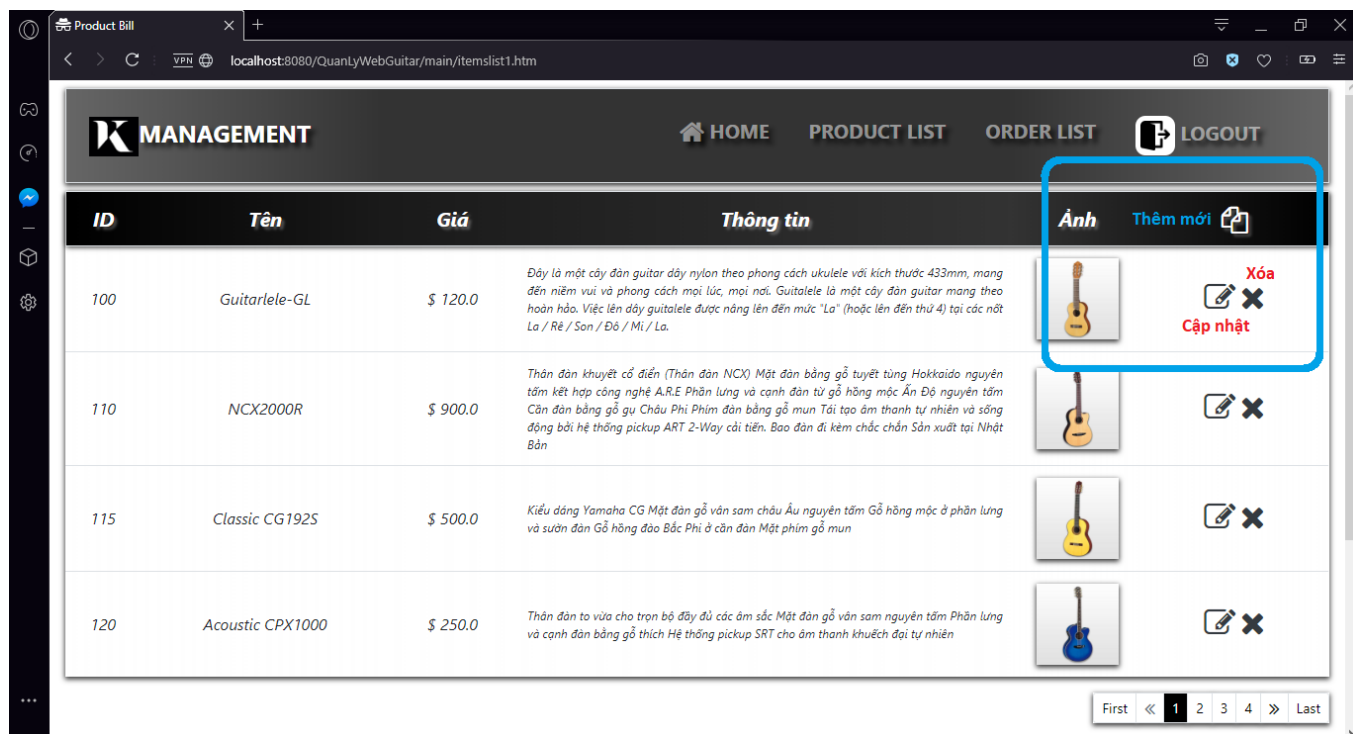 Product Bill
VPN localhost:8080/QuanLyWebGuitar/main/itemslist1.htm
K MANAGEMENT HOME PRODUCT LIST ORDER LIST LOGOUT
ID Tên Giá Thông tin Ảnh Thêm mới
100 Guitarlele-GL $ 120.0
Đây là một cây đàn guitar dây nylon theo phong cách ukulele với kích thước 433mm, mang
đến niềm vui và phong cách mọi lúc, mọi nơi. Guitalele là một cây đàn guitar mang theo
hoàn hảo. Việc lên dây guitalele được nâng lên đến mức "La" (hoặc lên đến thứ 4) tại các nốt
La / Rê / Son / Đô / Mi / La.
Xóa
Cập nhật
110 NCX2000R $ 900.0
Thân đàn khuyết cổ điển (Thân đàn NCX) Mặt đàn bằng gỗ tuyết tùng Hokkaido nguyên
tấm kết hợp công nghệ A.R.E Phần lưng và cạnh đàn từ gỗ hồng mộc Ấn Độ nguyên tấm
Cần đàn bằng gỗ gụ Châu Phi Phím đàn bằng gỗ mun Tái tạo âm thanh tự nhiên và sống
động bởi hệ thống pickup ART 2-Way cải tiến. Bao đàn đi kèm chắc chắn Sản xuất tại Nhật
Bản
115 Classic CG192S $ 500.0
Kiểu dáng Yamaha CG Mặt đàn gỗ vân sam châu Âu nguyên tấm Gỗ hồng mộc ở phần lưng
và sườn đàn Gỗ hồng đào Bắc Phi ở cần đàn Mặt phím gỗ mun
120 Acoustic CPX1000 $ 250.0
Thân đàn to vừa cho trọn bộ đầy đủ các âm sắc Mặt đàn gỗ vân sam nguyên tấm Phần lưng
và cạnh đàn bằng gỗ thích Hệ thống pickup SRT cho âm thanh khuếch đại tự nhiên
First « 1 2 3 4 » Last